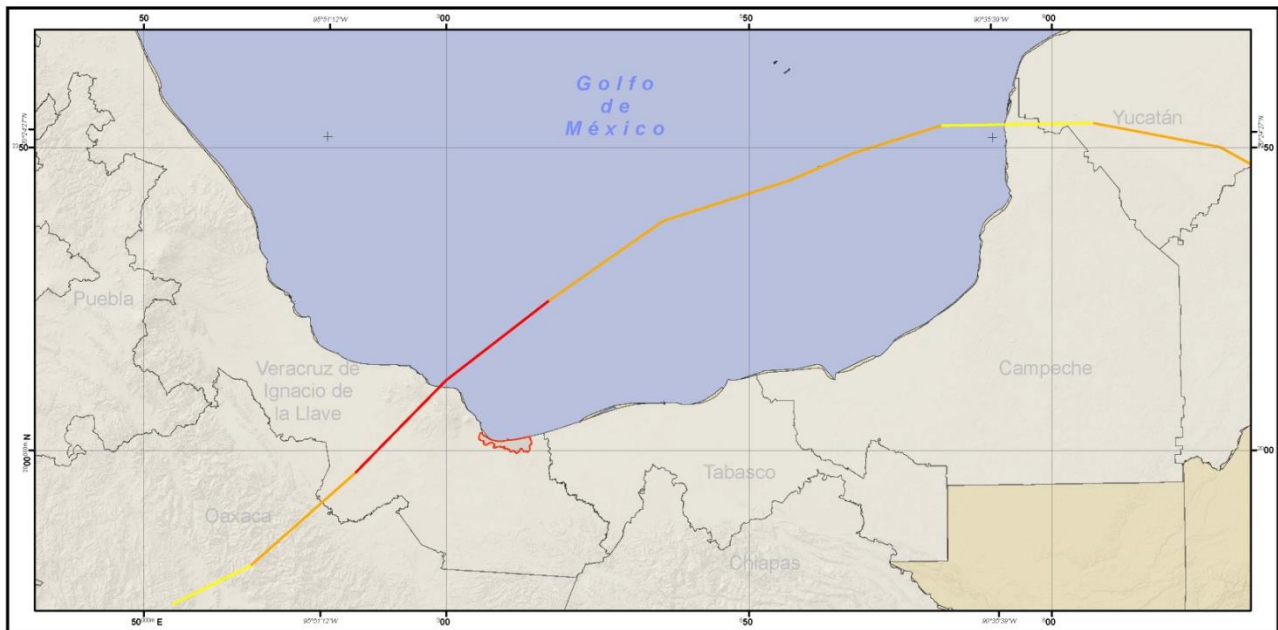 50 95°51'12"W 00 50 90°35'39"W 00
Golfo
de
México
Yucatán
50 50
Puebla
Veracruz de
Ignacio de
la Llave
Campeche
00 00
N
Tabasco
Oaxaca
Chiapas
50 000m E 95°51'12"W 00 50 90°35'39"W 00